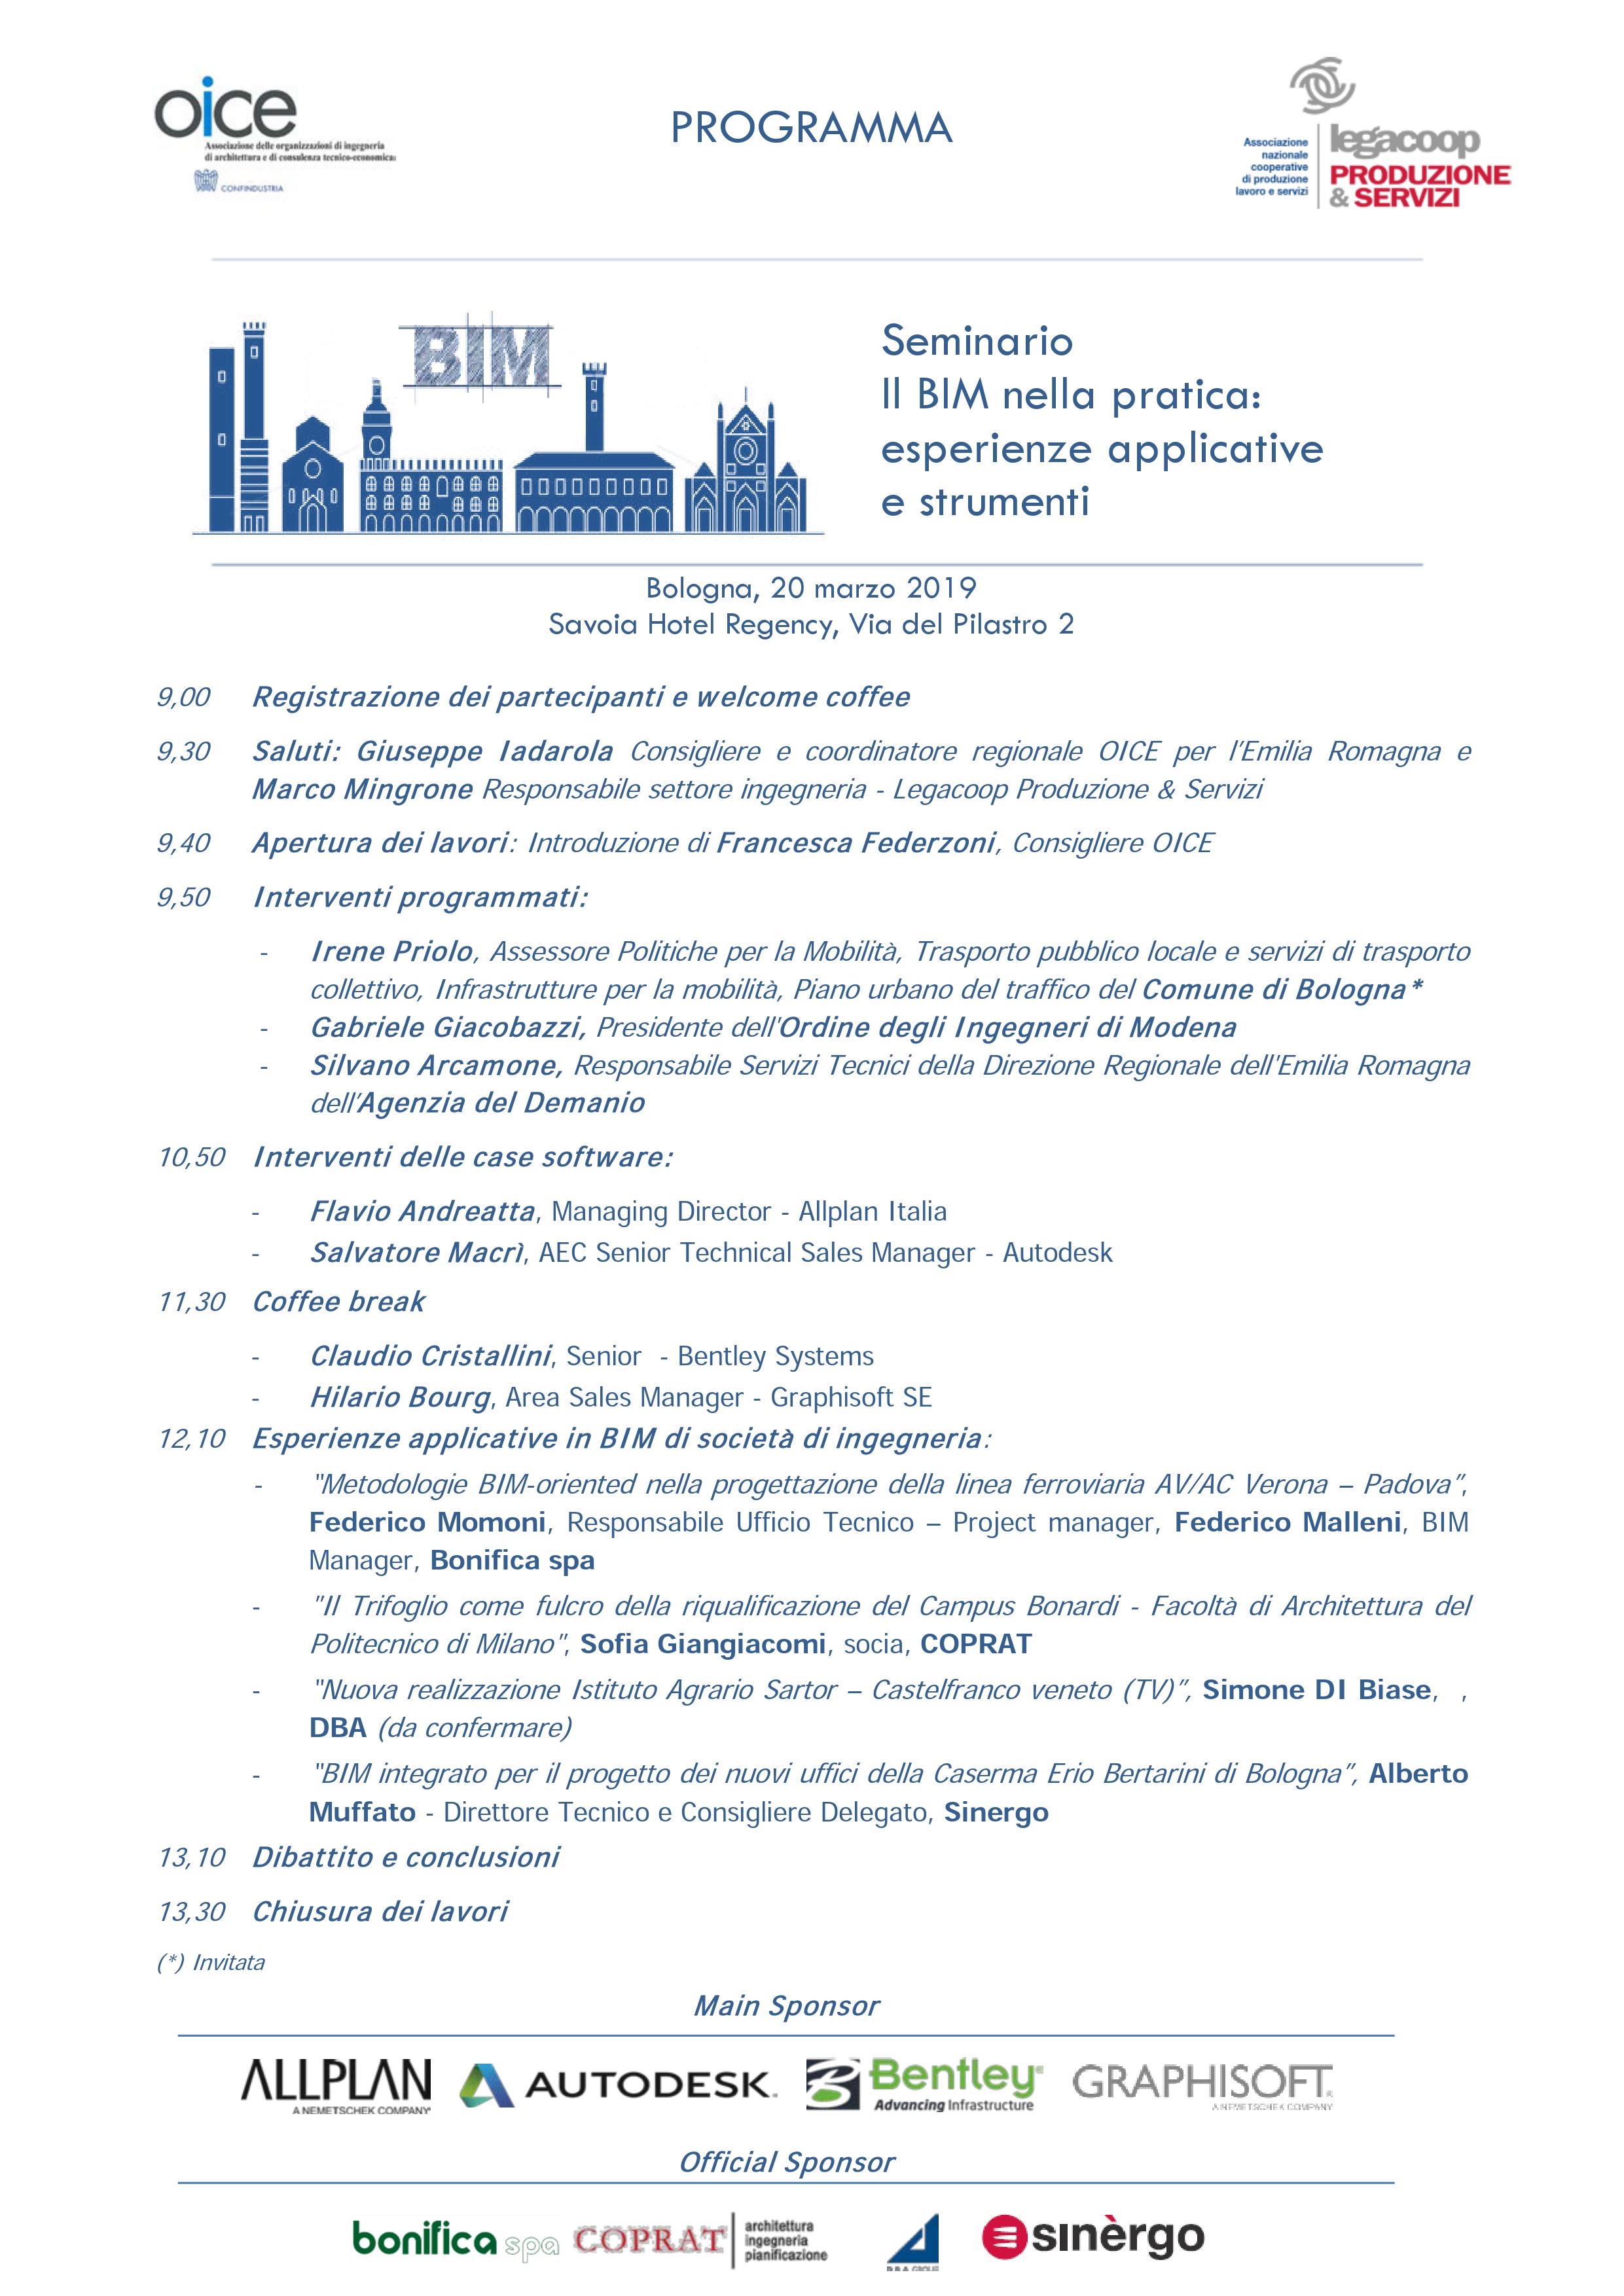 oice
Associazione delle organizzazioni di ingegneria
di architettura e di consulenza tecnico-economica
CONFINDUSTRIA
PROGRAMMA
Associazione
nazionale
cooperative
di produzione
lavoro e servizi
legacoop
PRODUZIONE
& SERVIZI
BIM
Seminario
Il BIM nella pratica:
esperienze applicative
e strumenti
Bologna, 20 marzo 2019
Savoia Hotel Regency, Via del Pilastro 2
9,00 Registrazione dei partecipanti e welcome coffee
9,30 Saluti: Giuseppe Iadarola Consigliere e coordinatore regionale OICE per l'Emilia Romagna e
Marco Mingrone Responsabile settore ingegneria - Legacoop Produzione & Servizi
9,40 Apertura dei lavori: Introduzione di Francesca Federzoni, Consigliere OICE
9,50 Interventi programmati:
- Irene Priolo, Assessore Politiche per la Mobilità, Trasporto pubblico locale e servizi di trasporto
collettivo, Infrastrutture per la mobilità, Piano urbano del traffico del Comune di Bologna*
- Gabriele Giacobazzi, Presidente dell'Ordine degli Ingegneri di Modena
- Silvano Arcamone, Responsabile Servizi Tecnici della Direzione Regionale dell'Emilia Romagna
dell'Agenzia del Demanio
10,50 Interventi delle case software:
- Flavio Andreatta, Managing Director - Allplan Italia
- Salvatore Macrì, AEC Senior Technical Sales Manager - Autodesk
11,30 Coffee break
- Claudio Cristallini, Senior - Bentley Systems
- Hilario Bourg, Area Sales Manager - Graphisoft SE
12,10 Esperienze applicative in BIM di società di ingegneria:
- "Metodologie BIM-oriented nella progettazione della linea ferroviaria AV/AC Verona – Padova”,
Federico Momoni, Responsabile Ufficio Tecnico – Project manager, Federico Malleni, BIM
Manager, Bonifica spa
- "Il Trifoglio come fulcro della riqualificazione del Campus Bonardi - Facoltà di Architettura del
Politecnico di Milano”, Sofia Giangiacomi, socia, COPRAT
- "Nuova realizzazione Istituto Agrario Sartor – Castelfranco veneto (TV)”, Simone DI Biase, ,
DBA (da confermare)
- "BIM integrato per il progetto dei nuovi uffici della Caserma Erio Bertarini di Bologna”, Alberto
Muffato - Direttore Tecnico e Consigliere Delegato, Sinergo
13,10 Dibattito e conclusioni
13,30 Chiusura dei lavori
(*) Invitata
Main Sponsor
ALLPLAN
A NEMETSCHEK COMPANY
AUTODESK.
Bentley®
Advancing Infrastructure
GRAPHISOFT®
A NEMETSCHEK COMPANY
Official Sponsor
bonifica spa
COPRAT
architettura
ingegneria
pianificazione
DBA GROUP
sinèrgo